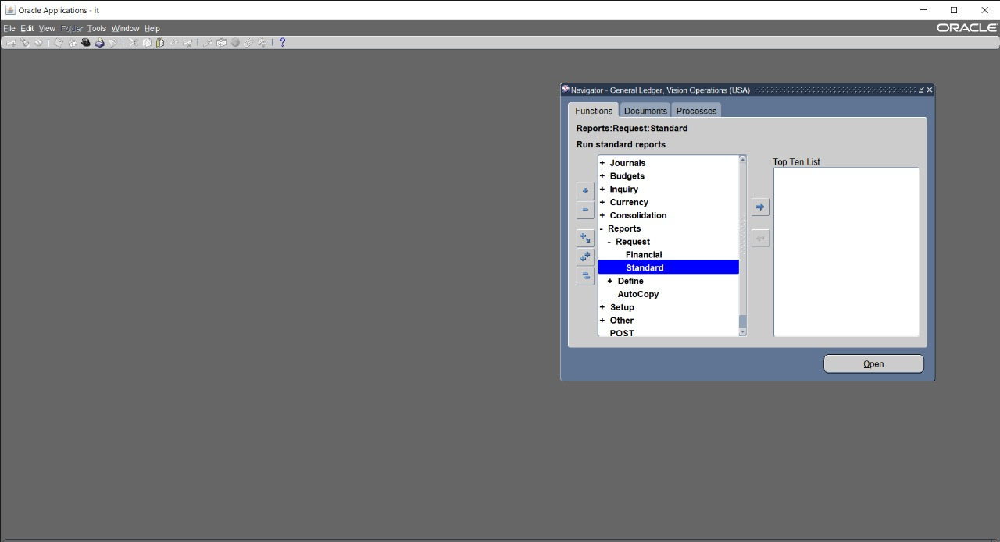 Oracle Applications - it
File Edit View Folder Tools Window Help
ORACLE
Navigator - General Ledger, Vision Operations (USA)
Functions Documents Processes
Reports:Request:Standard
Run standard reports
+ Journals
+ Budgets
+ Inquiry
+ Currency
+ Consolidation
- Reports
- Request
Financial
Standard
+ Define
AutoCopy
+ Setup
+ Other
POST
Top Ten List
Open